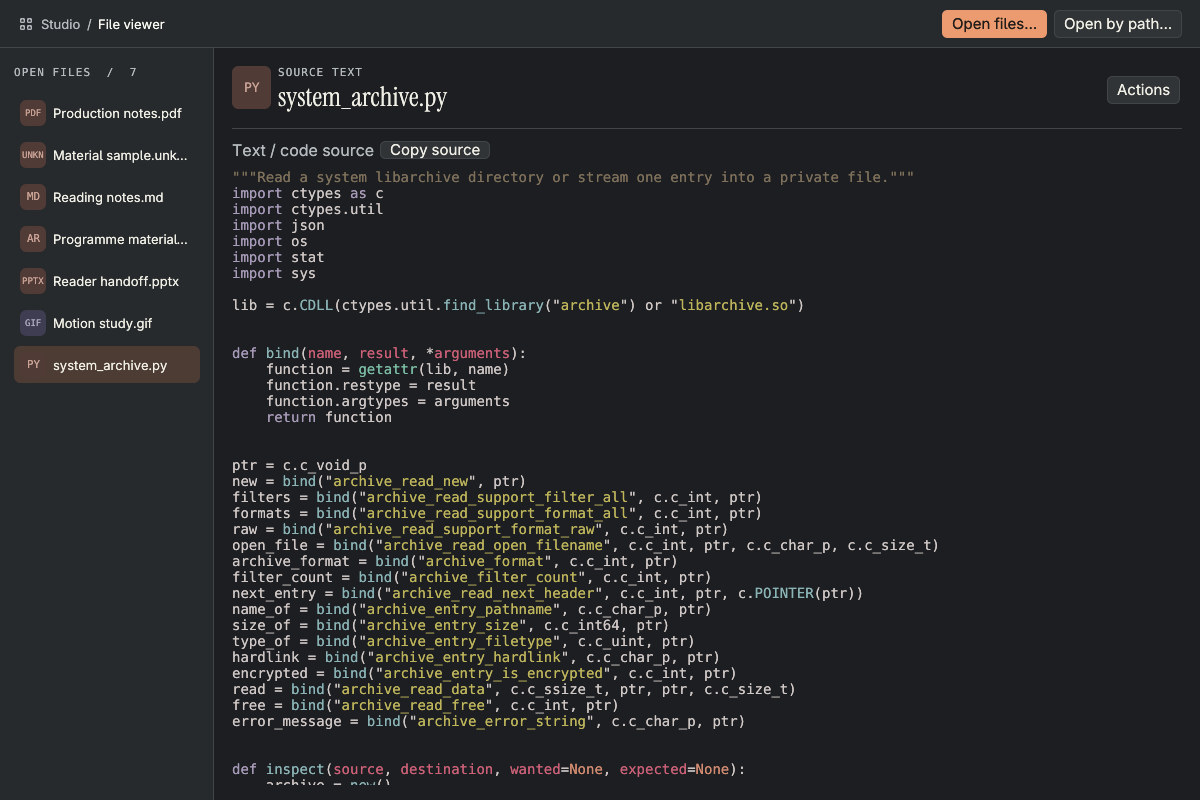 Studio / File viewer
Open files...
Open by path...
OPEN FILES / 7
PDF Production notes.pdf
UNKN Material sample.unk...
MD Reading notes.md
AR Programme material...
PPTX Reader handoff.pptx
GIF Motion study.gif
PY system_archive.py
PY
SOURCE TEXT
system_archive.py
Actions
Text / code source
Copy source
"""Read a system libarchive directory or stream one entry into a private file."""
import ctypes as c
import ctypes.util
import json
import os
import stat
import sys

lib = c.CDLL(ctypes.util.find_library("archive") or "libarchive.so")


def bind(name, result, *arguments):
    function = getattr(lib, name)
    function.restype = result
    function.argtypes = arguments
    return function


ptr = c.c_void_p
new = bind("archive_read_new", ptr)
filters = bind("archive_read_support_filter_all", c.c_int, ptr)
formats = bind("archive_read_support_format_all", c.c_int, ptr)
raw = bind("archive_read_support_format_raw", c.c_int, ptr)
open_file = bind("archive_read_open_filename", c.c_int, ptr, c.c_char_p, c.c_size_t)
archive_format = bind("archive_format", c.c_int, ptr)
filter_count = bind("archive_filter_count", c.c_int, ptr)
next_entry = bind("archive_read_next_header", c.c_int, ptr, c.POINTER(ptr))
name_of = bind("archive_entry_pathname", c.c_char_p, ptr)
size_of = bind("archive_entry_size", c.c_int64, ptr)
type_of = bind("archive_entry_filetype", c.c_uint, ptr)
hardlink = bind("archive_entry_hardlink", c.c_char_p, ptr)
encrypted = bind("archive_entry_is_encrypted", c.c_int, ptr)
read = bind("archive_read_data", c.c_ssize_t, ptr, ptr, c.c_size_t)
free = bind("archive_read_free", c.c_int, ptr)
error_message = bind("archive_error_string", c.c_char_p, ptr)


def inspect(source, destination, wanted=None, expected=None):
    archive = new()